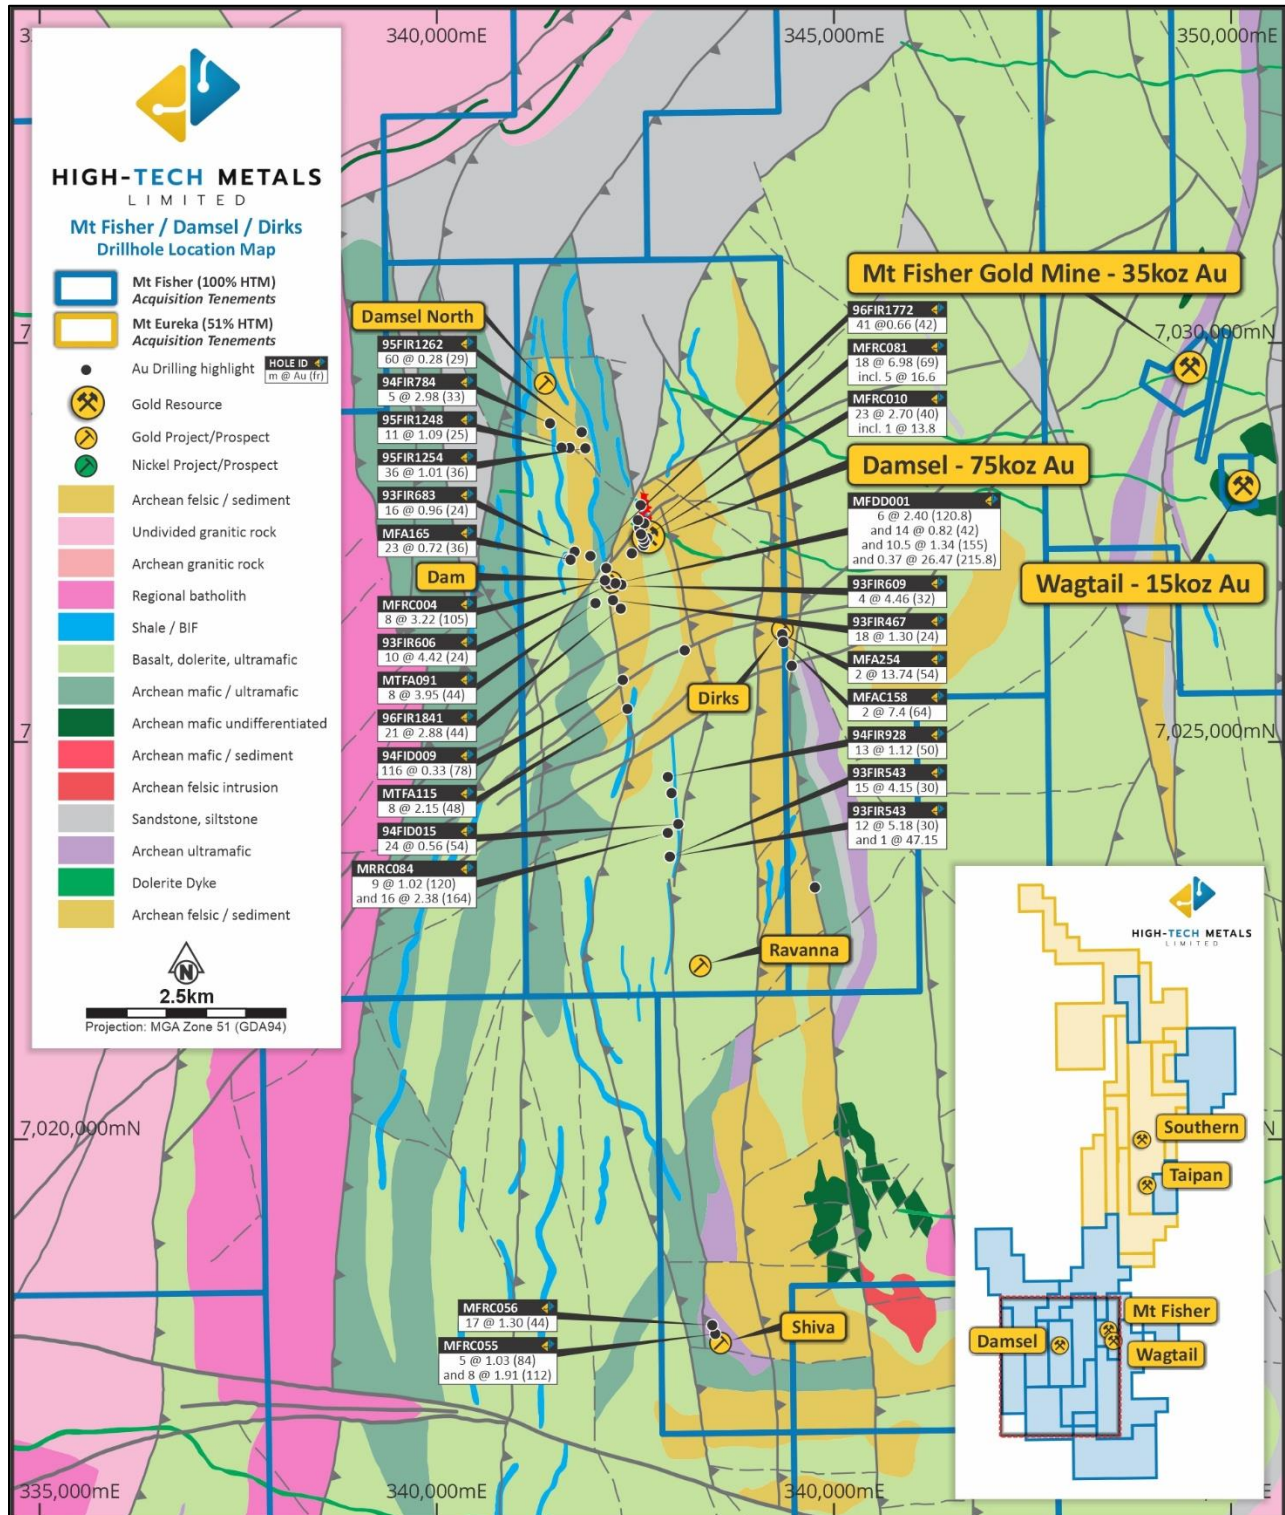 340,000mE
345,000mE
350,000mE
HIGH-TECH METALS
LIMITED
Mt Fisher / Damsel / Dirks
Drillhole Location Map
Mt Fisher (100% HTM)
Acquisition Tenements
Mt Eureka (51% HTM)
Acquisition Tenements
Au Drilling highlight
HOLE ID
m @ Au (fr)
Gold Resource
Gold Project/Prospect
Nickel Project/Prospect
Archean felsic / sediment
Undivided granitic rock
Archean granitic rock
Regional batholith
Shale / BIF
Basalt, dolerite, ultramafic
Archean mafic / ultramafic
Archean mafic undifferentiated
Archean mafic / sediment
Archean felsic intrusion
Sandstone, siltstone
Archean ultramafic
Dolerite Dyke
Archean felsic / sediment
N
2.5km
Projection: MGA Zone 51 (GDA94)
Damsel North
95FIR1262
60 @ 0.28 (29)
94FIR784
5 @ 2.98 (33)
95FIR1248
11 @ 1.09 (25)
95FIR1254
36 @ 1.01 (36)
93FIR683
16 @ 0.96 (24)
MFA165
23 @ 0.72 (36)
Dam
MFRC004
8 @ 3.22 (105)
93FIR606
10 @ 4.42 (24)
MTFA091
8 @ 3.95 (44)
96FIR1841
21 @ 2.88 (44)
94FID009
116 @ 0.33 (78)
MTFA115
8 @ 2.15 (48)
94FID015
24 @ 0.56 (54)
MRRC084
9 @ 1.02 (120)
and 16 @ 2.38 (164)
Mt Fisher Gold Mine - 35koz Au
96FIR1772
41 @0.66 (42)
MFRC081
18 @ 6.98 (69)
incl. 5 @ 16.6
MFRC010
23 @ 2.70 (40)
incl. 1 @ 13.8
Damsel - 75koz Au
MFDD001
6 @ 2.40 (120.8)
and 14 @ 0.82 (42)
and 10.5 @ 1.34 (155)
and 0.37 @ 26.47 (215.8)
93FIR609
4 @ 4.46 (32)
93FIR467
18 @ 1.30 (24)
MFA254
2 @ 13.74 (54)
MFAC158
2 @ 7.4 (64)
94FIR928
13 @ 1.12 (50)
93FIR543
15 @ 4.15 (30)
93FIR543
12 @ 5.18 (30)
and 1 @ 47.15
7,030,000mN
Wagtail - 15koz Au
Dirks
7,025,000mN
Ravanna
7,020,000mN
MFRC056
17 @ 1.30 (44)
MFRC055
5 @ 1.03 (84)
and 8 @ 1.91 (112)
Shiva
HIGH-TECH METALS
LIMITED
Southern
Taipan
Mt Fisher
Damsel
Wagtail
335,000mE
340,000mE
340,000mE